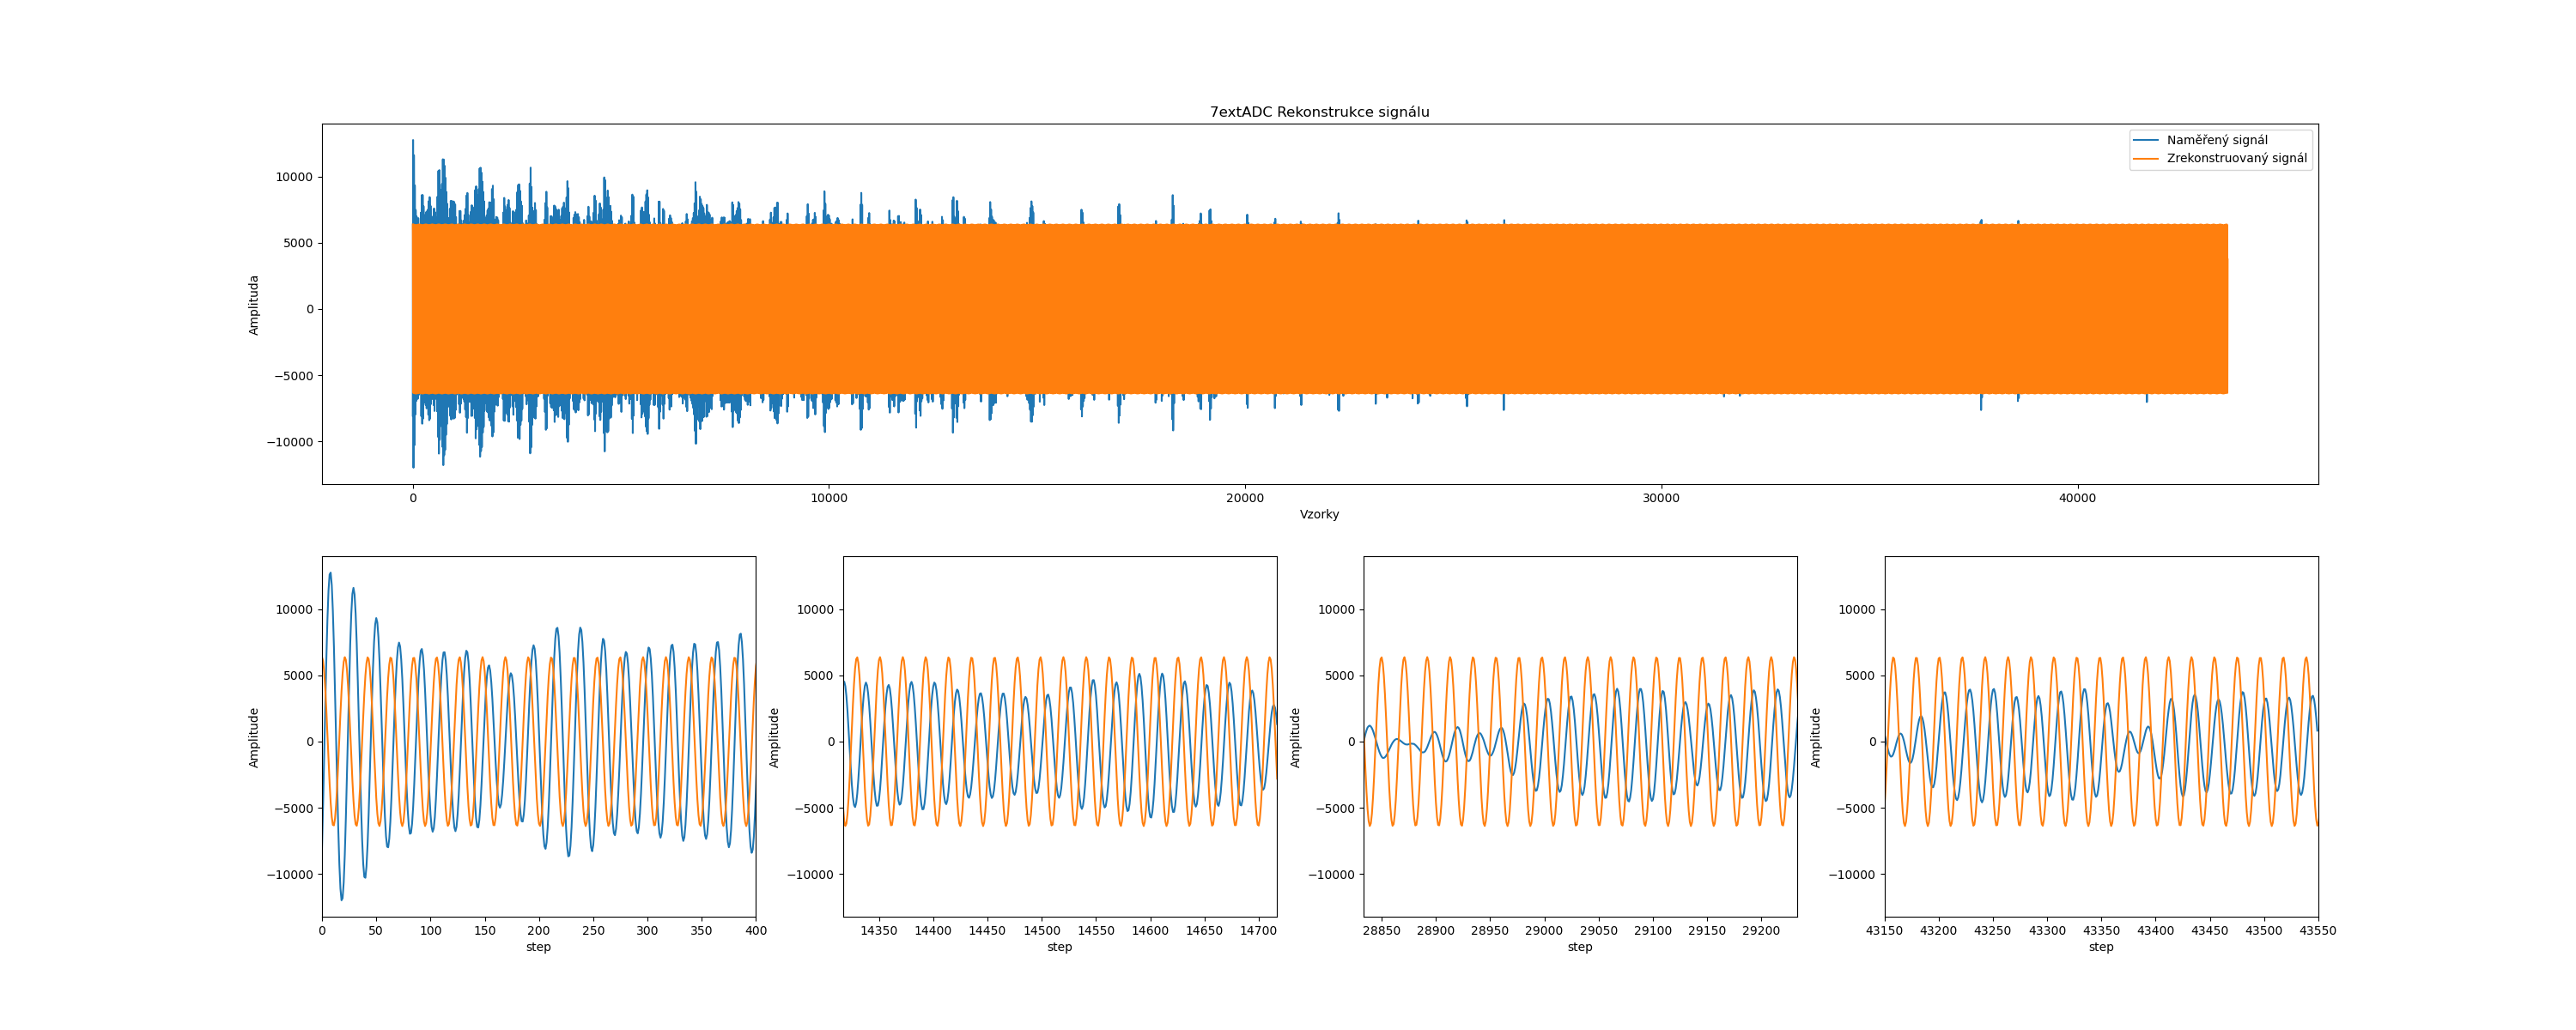 7extADC Rekonstrukce signálu
Naměřený signál
Zrekonstruovaný signál
Amplituda
10000
5000
0
−5000
−10000
0 10000 20000 30000 40000
Vzorky
Amplitude
10000
5000
0
−5000
−10000
0 50 100 150 200 250 300 350 400
step
Amplitude
10000
5000
0
−5000
−10000
14350 14400 14450 14500 14550 14600 14650 14700
step
Amplitude
10000
5000
0
−5000
−10000
28850 28900 28950 29000 29050 29100 29150 29200
step
Amplitude
10000
5000
0
−5000
−10000
43150 43200 43250 43300 43350 43400 43450 43500 43550
step